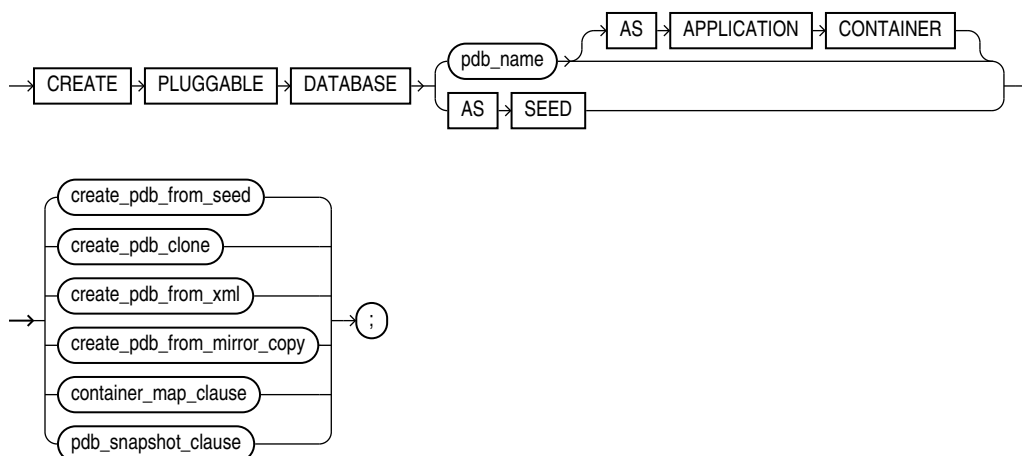 AS APPLICATION CONTAINER
pdb_name
CREATE PLUGGABLE DATABASE
AS SEED
create_pdb_from_seed
create_pdb_clone
create_pdb_from_xml
;
create_pdb_from_mirror_copy
container_map_clause
pdb_snapshot_clause